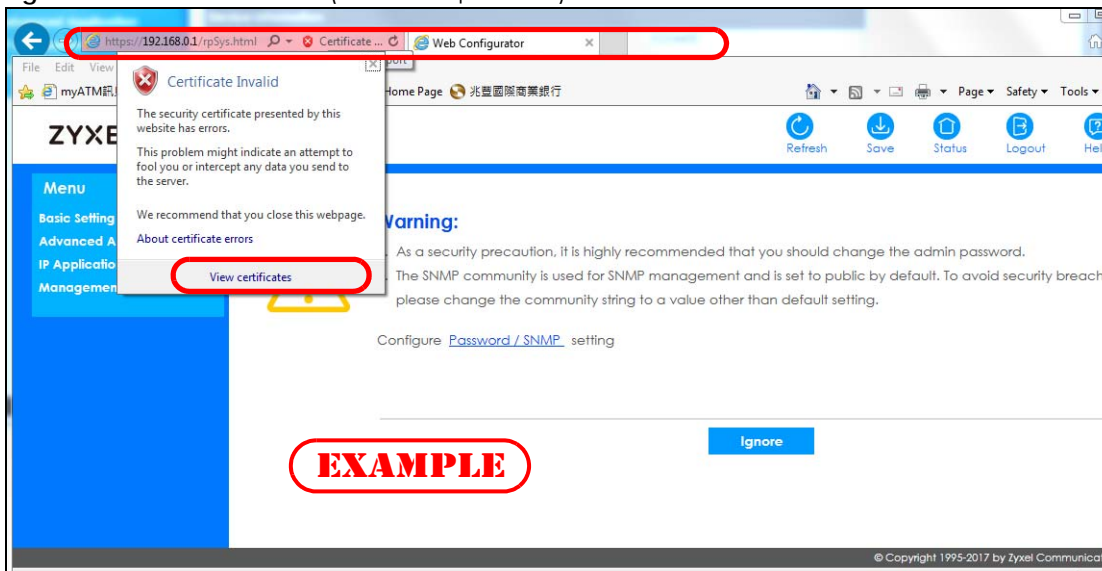 https://192.168.0.1/rpSys.html Certificate ... Web Configurator
File Edit View
myATM Home Page 兆豐國際商業銀行 Page Safety Tools
Certificate Invalid
The security certificate presented by this
website has errors.
This problem might indicate an attempt to
fool you or intercept any data you send to
the server.
We recommend that you close this webpage.
About certificate errors
View certificates
ZYXE
Refresh Save Status Logout Hel
Menu
Basic Setting
Advanced A
IP Applicatio
Managemen
Warning:
As a security precaution, it is highly recommended that you should change the admin password.
The SNMP community is used for SNMP management and is set to public by default. To avoid security breach
please change the community string to a value other than default setting.
Configure Password / SNMP setting
Ignore
EXAMPLE
© Copyright 1995-2017 by Zyxel Communicat